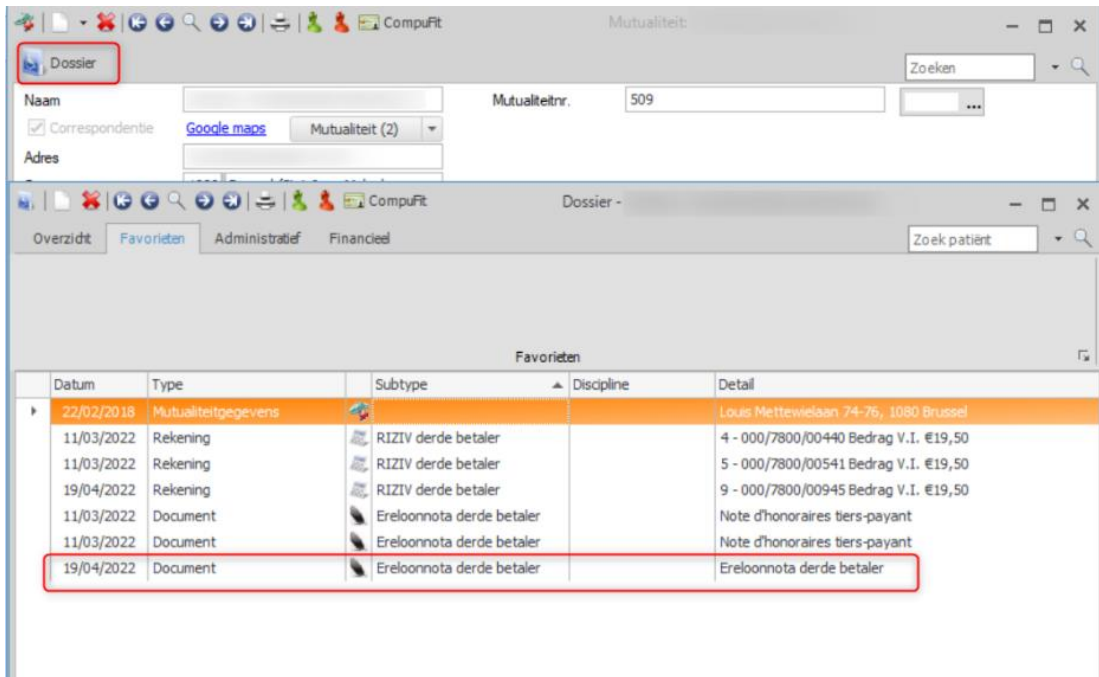 CompuFit Mutualiteit:
Dossier Zoeken
Naam Mutualiteitnr. 509 ...
Correspondentie Google maps Mutualiteit (2)
Adres
CompuFit Dossier -
Overzicht Favorieten Administratief Financieel Zoek patiënt
Favorieten
Datum Type Subtype Discipline Detail
22/02/2018 Mutualiteitgegevens Louis Mettewielaan 74-76, 1080 Brussel
11/03/2022 Rekening RIZIV derde betaler 4 - 000/7800/00440 Bedrag V.I. €19,50
11/03/2022 Rekening RIZIV derde betaler 5 - 000/7800/00541 Bedrag V.I. €19,50
19/04/2022 Rekening RIZIV derde betaler 9 - 000/7800/00945 Bedrag V.I. €19,50
11/03/2022 Document Ereloonnota derde betaler Note d'honoraires tiers-payant
11/03/2022 Document Ereloonnota derde betaler Note d'honoraires tiers-payant
19/04/2022 Document Ereloonnota derde betaler Ereloonnota derde betaler